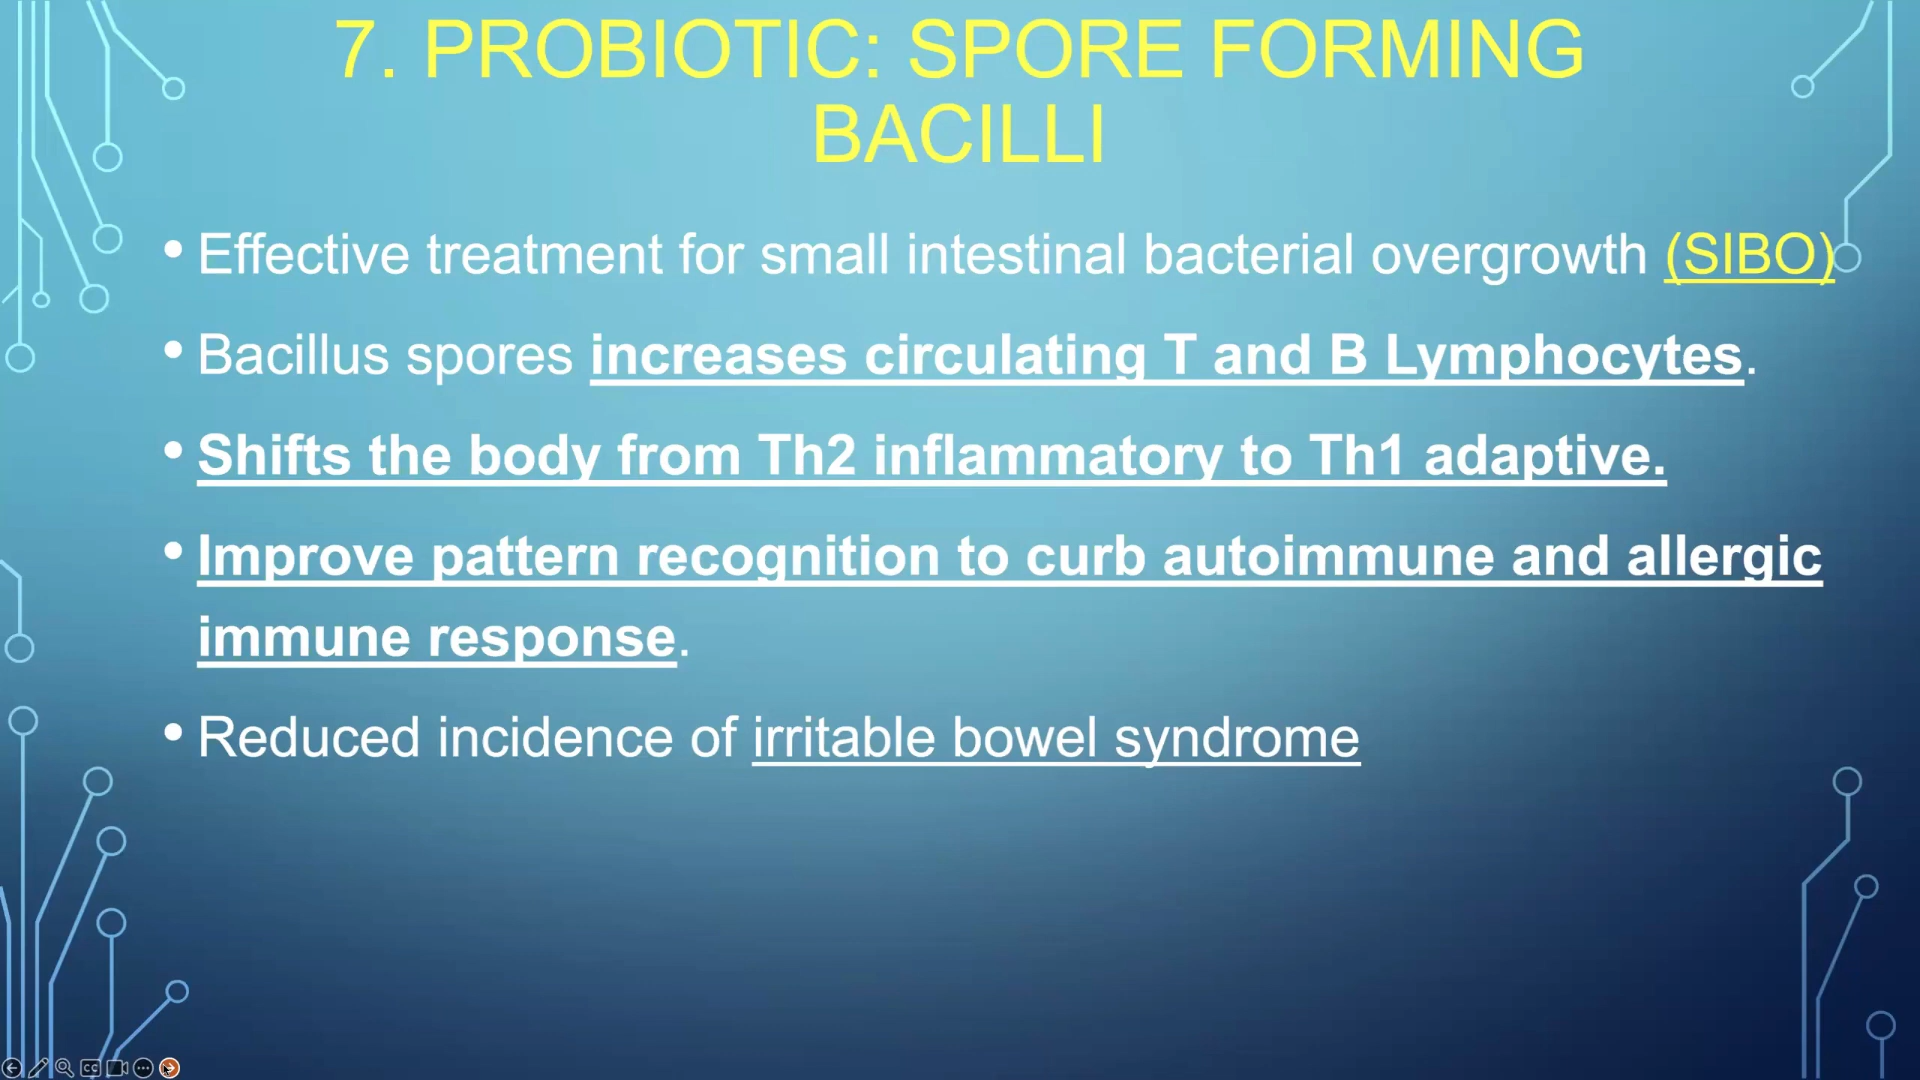 7. PROBIOTIC: SPORE FORMING
BACILLI
• Effective treatment for small intestinal bacterial overgrowth (SIBO)
• Bacillus spores increases circulating T and B Lymphocytes.
• Shifts the body from Th2 inflammatory to Th1 adaptive.
• Improve pattern recognition to curb autoimmune and allergic
immune response.
• Reduced incidence of irritable bowel syndrome
CC